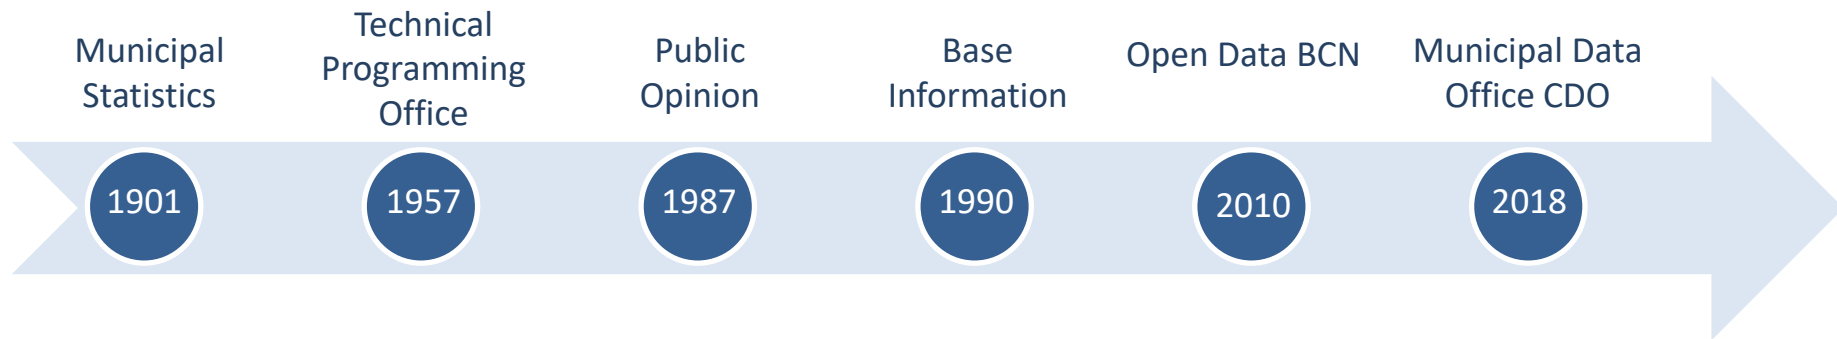 Municipal
Statistics
Technical
Programming
Office
Public
Opinion
Base
Information
Open Data BCN
Municipal Data
Office CDO
1901
1957
1987
1990
2010
2018